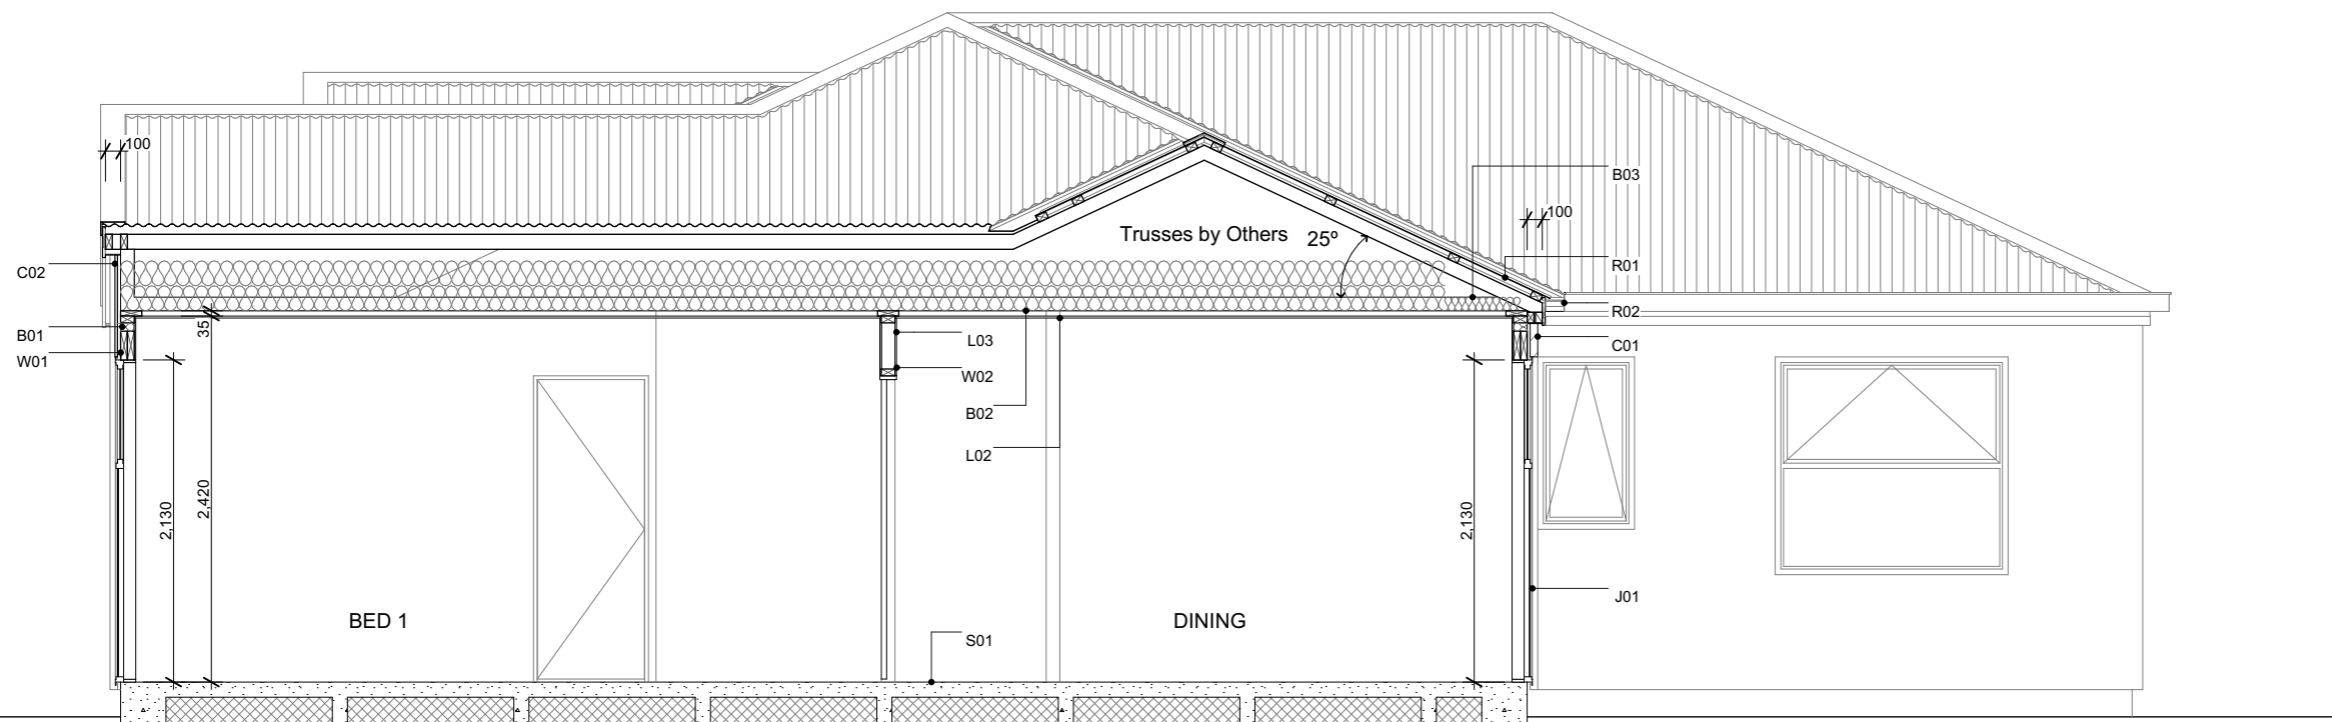 100
B03
100
Trusses by Others 25º
C02
R01
R02
B01
35
L03
C01
W01
W02
B02
L02
2,130
2,420
2,130
J01
BED 1
DINING
S01